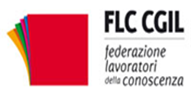 FLC CGIL
federazione
lavoratori
della conoscenza